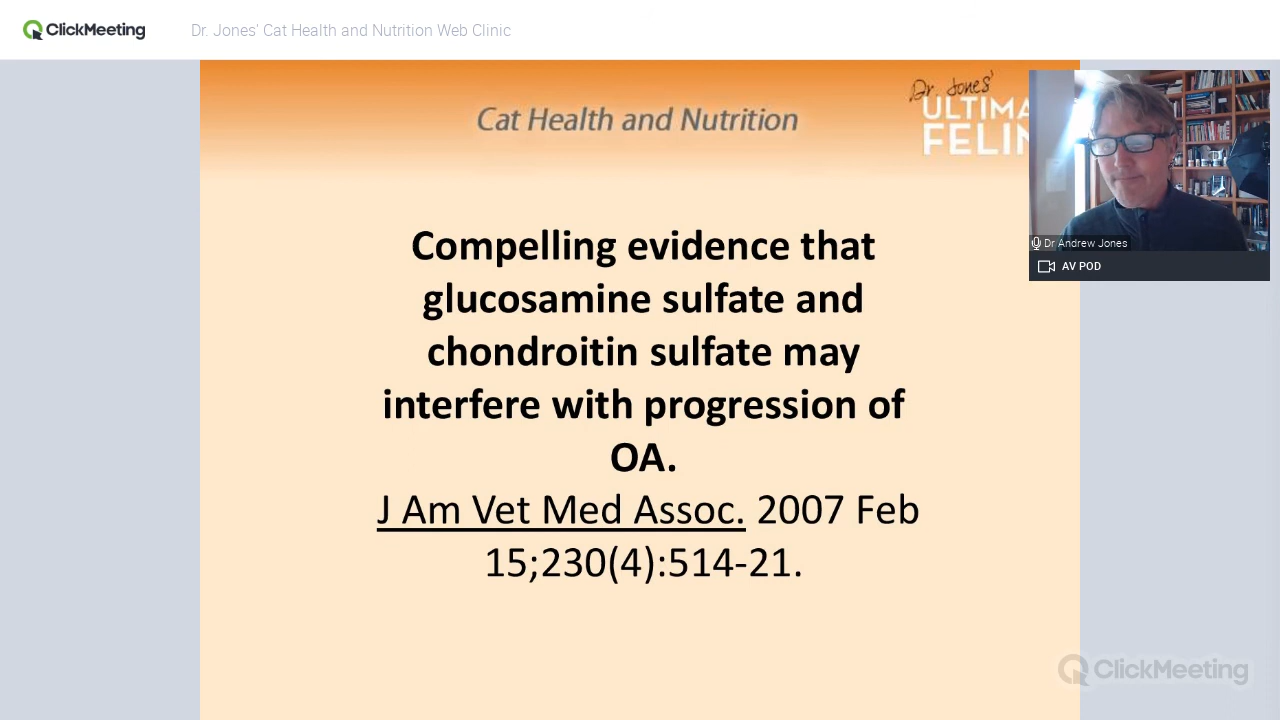 ClickMeeting
Dr. Jones' Cat Health and Nutrition Web Clinic
Cat Health and Nutrition
Dr. Jones'
ULTIMA
FELIN
Dr Andrew Jones
AV POD
Compelling evidence that
glucosamine sulfate and
chondroitin sulfate may
interfere with progression of
OA.
J Am Vet Med Assoc. 2007 Feb
15;230(4):514-21.
ClickMeeting